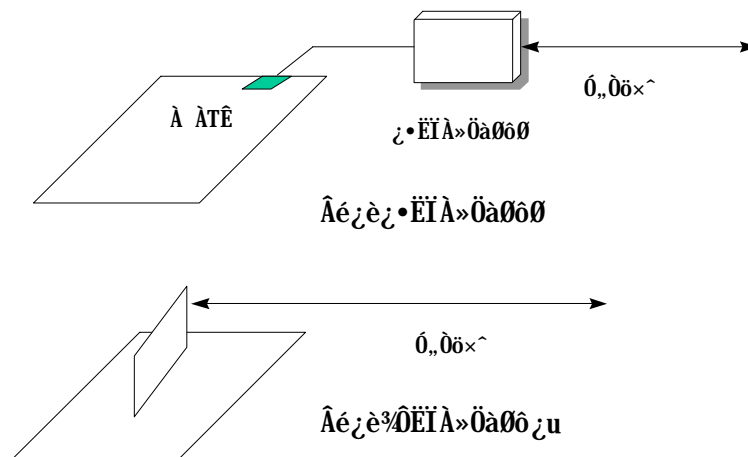 À ÀTÊ
Ó„Òö×ˆ
¿•ËÏÀ»ÖàØôØ
Âé¿è¿•ËÏÀ»ÖàØôØ
Ó„Òö×ˆ
Âé¿è¾ÔËÏÀ»ÖàØô¿u